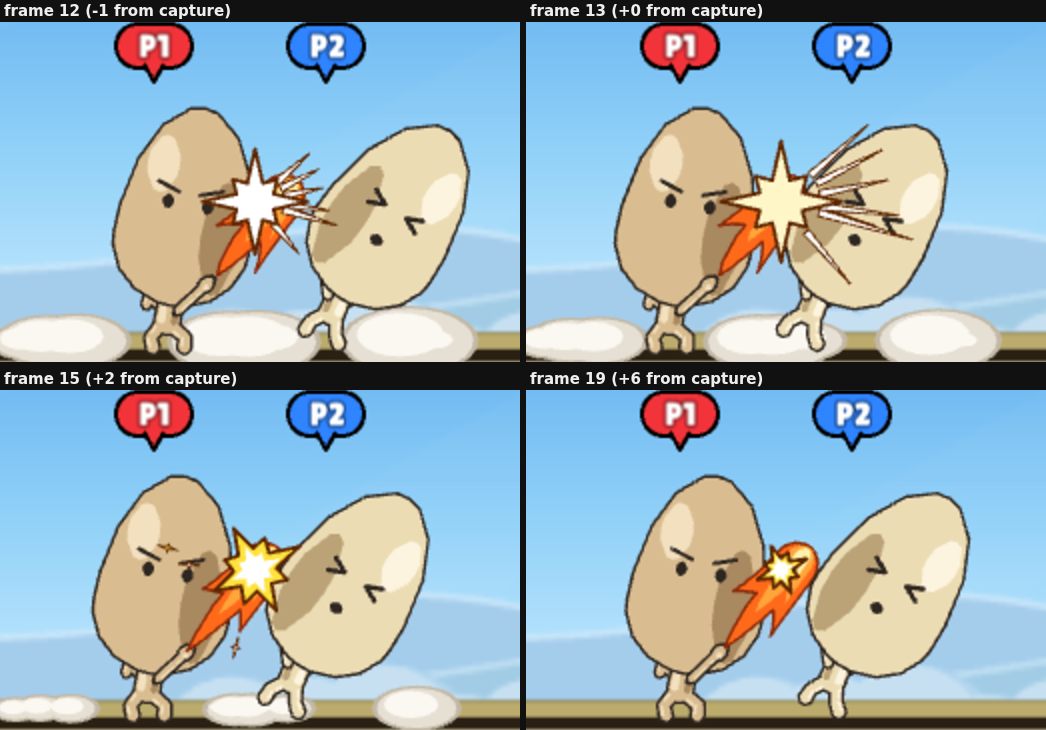 frame 12 (-1 from capture)
P1 P2
frame 13 (+0 from capture)
P1 P2
frame 15 (+2 from capture)
P1 P2
frame 19 (+6 from capture)
P1 P2